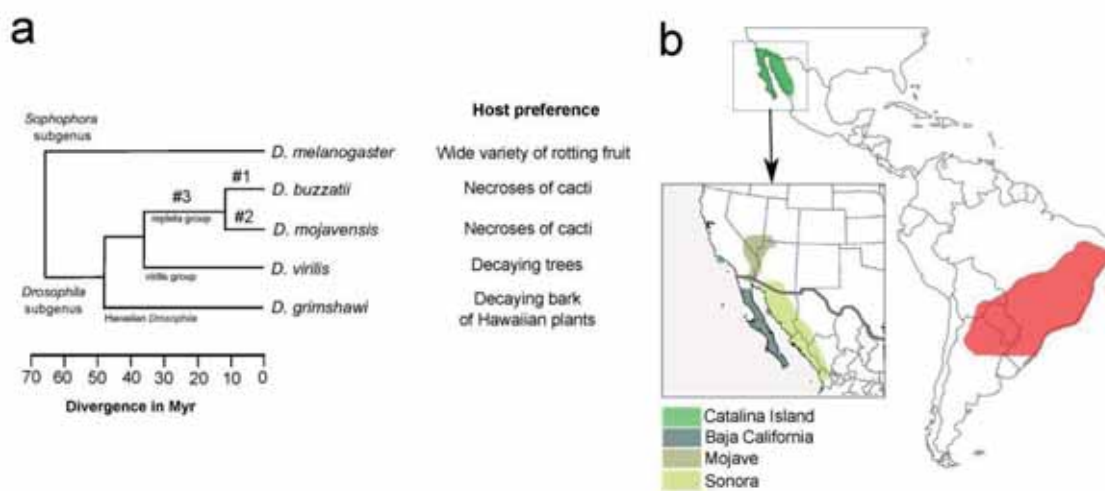 a
b
Host preference
Sophophora
subgenus
D. melanogaster
Wide variety of rotting fruit
#1
D. buzzatii
Necroses of cacti
#3
repleta group
#2
D. mojavensis
Necroses of cacti
D. virilis
Decaying trees
virilis group
Drosophila
subgenus
D. grimshawi
Decaying bark
of Hawaiian plants
Hawaiian Drosophila
70 60 50 40 30 20 10 0
Divergence in Myr
Catalina Island
Baja California
Mojave
Sonora